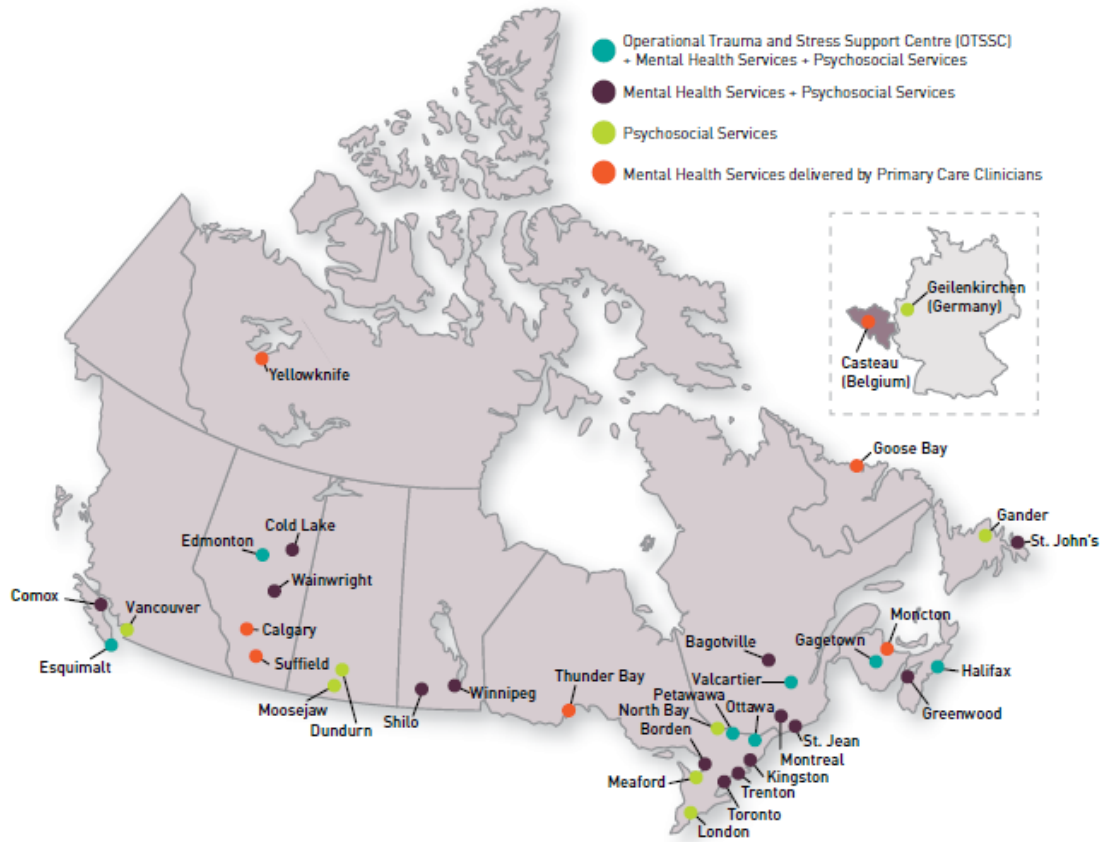 Operational Trauma and Stress Support Centre (OTSSC)
+ Mental Health Services + Psychosocial Services
Mental Health Services + Psychosocial Services
Psychosocial Services
Mental Health Services delivered by Primary Care Clinicians
Geilenkirchen
(Germany)
Casteau
(Belgium)
Yellowknife
Goose Bay
Gander
St. John's
Cold Lake
Edmonton
Wainwright
Comox
Vancouver
Esquimalt
Calgary
Suffield
Moosejaw
Dundurn
Shilo
Winnipeg
Thunder Bay
Bagotville
Valcartier
Gagetown
Moncton
Halifax
Greenwood
Petawawa
Ottawa
North Bay
Borden
St. Jean
Montreal
Kingston
Meaford
Trenton
Toronto
London